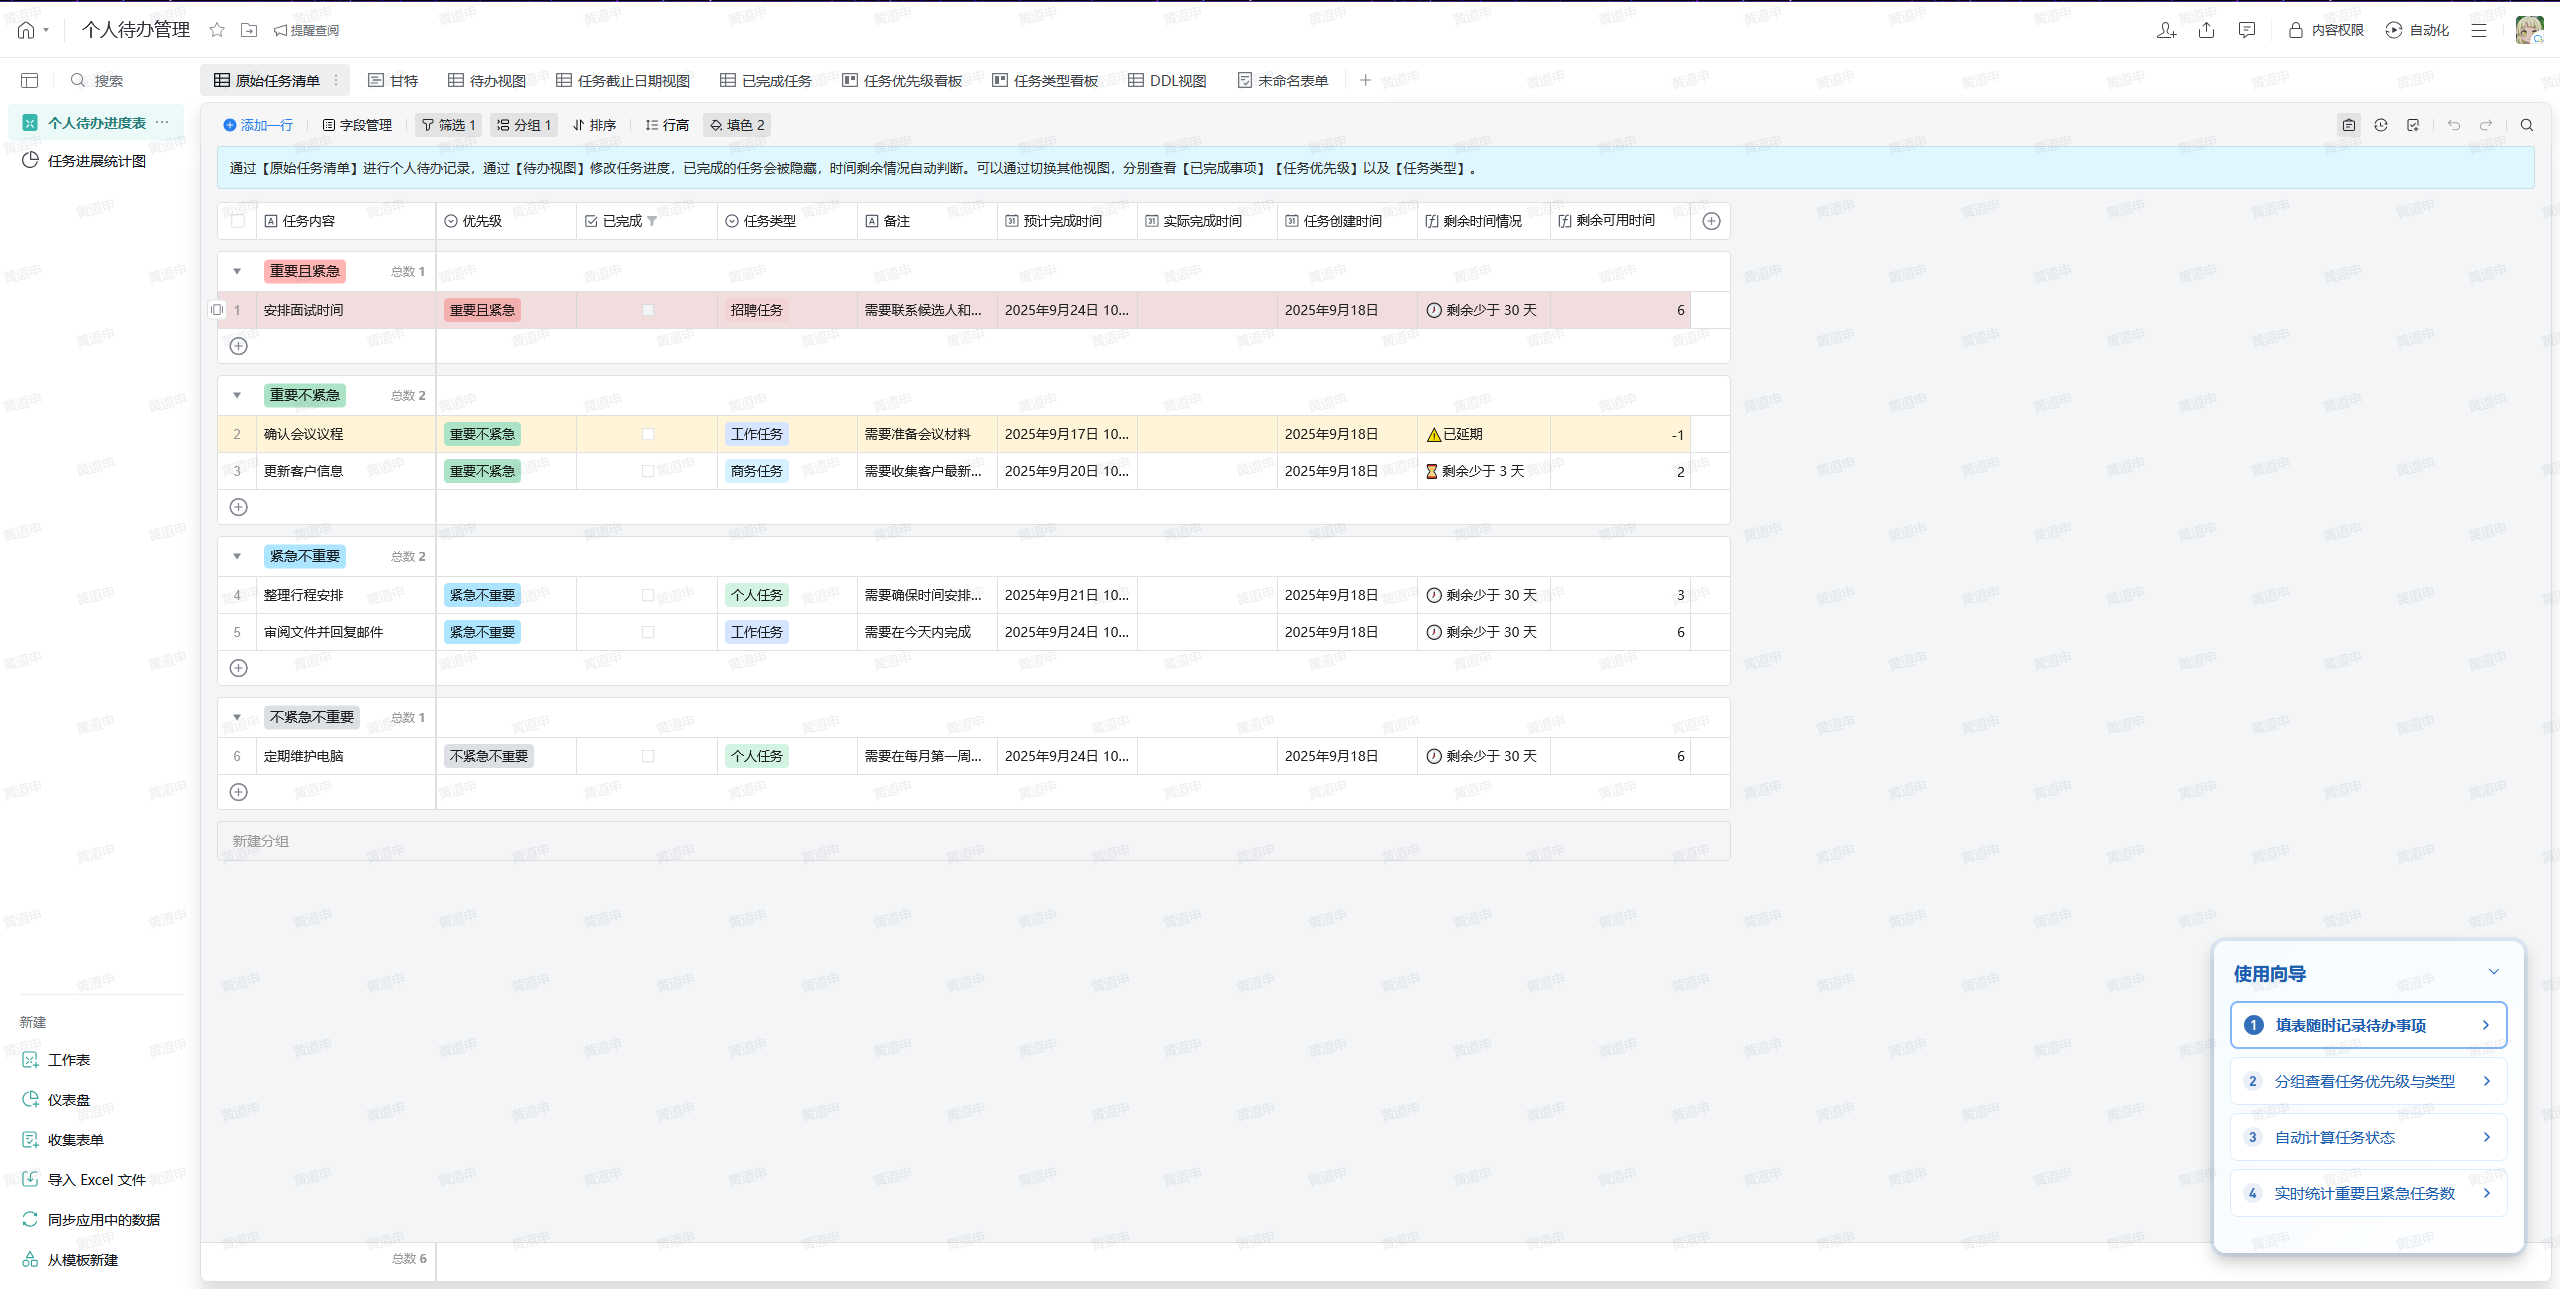 个人待办管理 提醒查阅 内容权限 自动化
搜索 原始任务清单 甘特 待办视图 任务截止日期视图 已完成任务 任务优先级看板 任务类型看板 DDL视图 未命名表单
个人待办进度表 ···
任务进展统计图
添加一行 字段管理 筛选 1 分组 1 排序 行高 填色 2
通过【原始任务清单】进行个人待办记录，通过【待办视图】修改任务进度，已完成的任务会被隐藏，时间剩余情况自动判断。可以通过切换其他视图，分别查看【已完成事项】【任务优先级】以及【任务类型】。
任务内容 优先级 已完成 任务类型 备注 预计完成时间 实际完成时间 任务创建时间 剩余时间情况 剩余可用时间
重要且紧急 总数 1
1 安排面试时间 重要且紧急 招聘任务 需要联系候选人和... 2025年9月24日 10... 2025年9月18日 剩余少于 30 天 6
重要不紧急 总数 2
2 确认会议议程 重要不紧急 工作任务 需要准备会议材料 2025年9月17日 10... 2025年9月18日 ⚠已延期 -1
3 更新客户信息 重要不紧急 商务任务 需要收集客户最新... 2025年9月20日 10... 2025年9月18日 ⏳ 剩余少于 3 天 2
紧急不重要 总数 2
4 整理行程安排 紧急不重要 个人任务 需要确保时间安排... 2025年9月21日 10... 2025年9月18日 剩余少于 30 天 3
5 审阅文件并回复邮件 紧急不重要 工作任务 需要在今天内完成 2025年9月24日 10... 2025年9月18日 剩余少于 30 天 6
不紧急不重要 总数 1
6 定期维护电脑 不紧急不重要 个人任务 需要在每月第一周... 2025年9月24日 10... 2025年9月18日 剩余少于 30 天 6
新建分组
总数 6
新建
工作表
仪表盘
收集表单
导入 Excel 文件
同步应用中的数据
从模板新建
使用向导
1 填表随时记录待办事项
2 分组查看任务优先级与类型
3 自动计算任务状态
4 实时统计重要且紧急任务数
黄道申